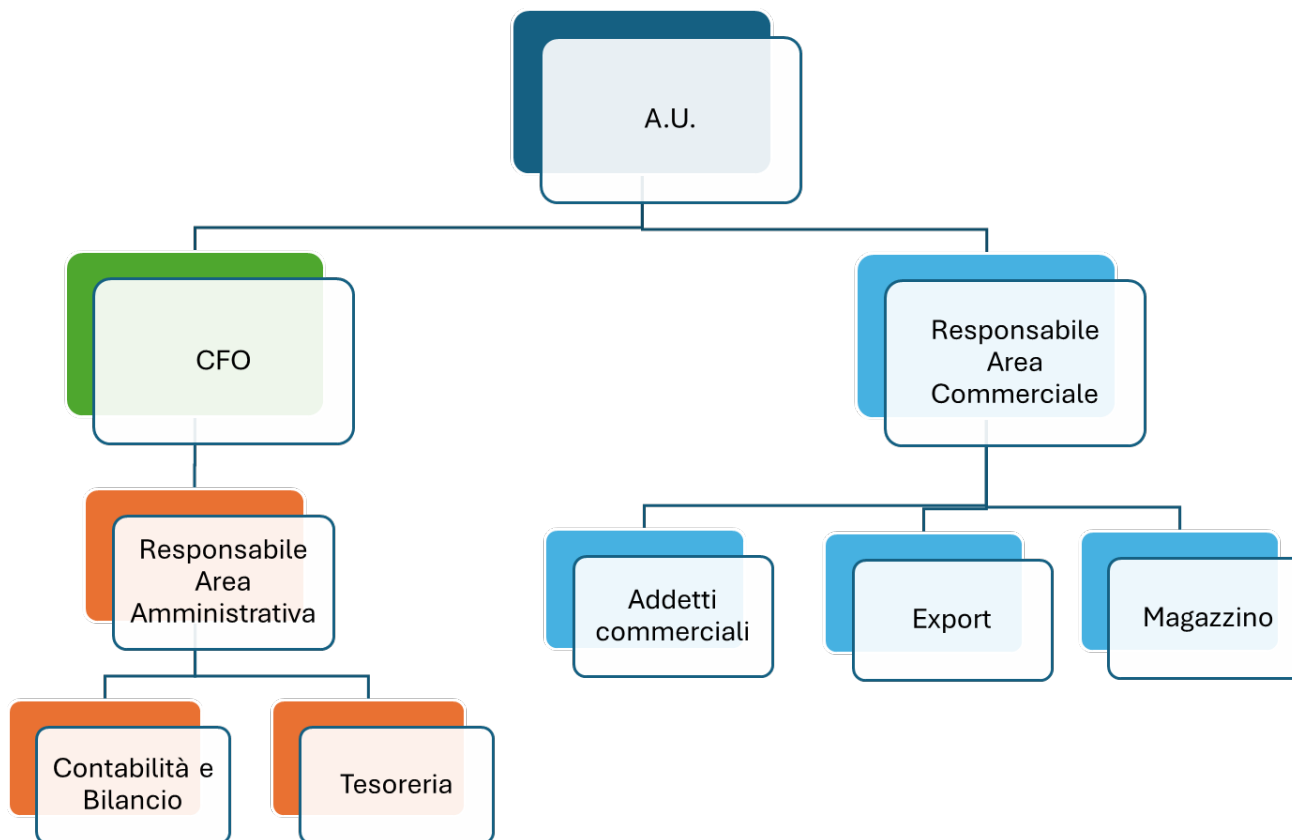 A.U.
CFO
Responsabile
Area
Commerciale
Responsabile
Area
Amministrativa
Addetti
commerciali
Export
Magazzino
Contabilità e
Bilancio
Tesoreria